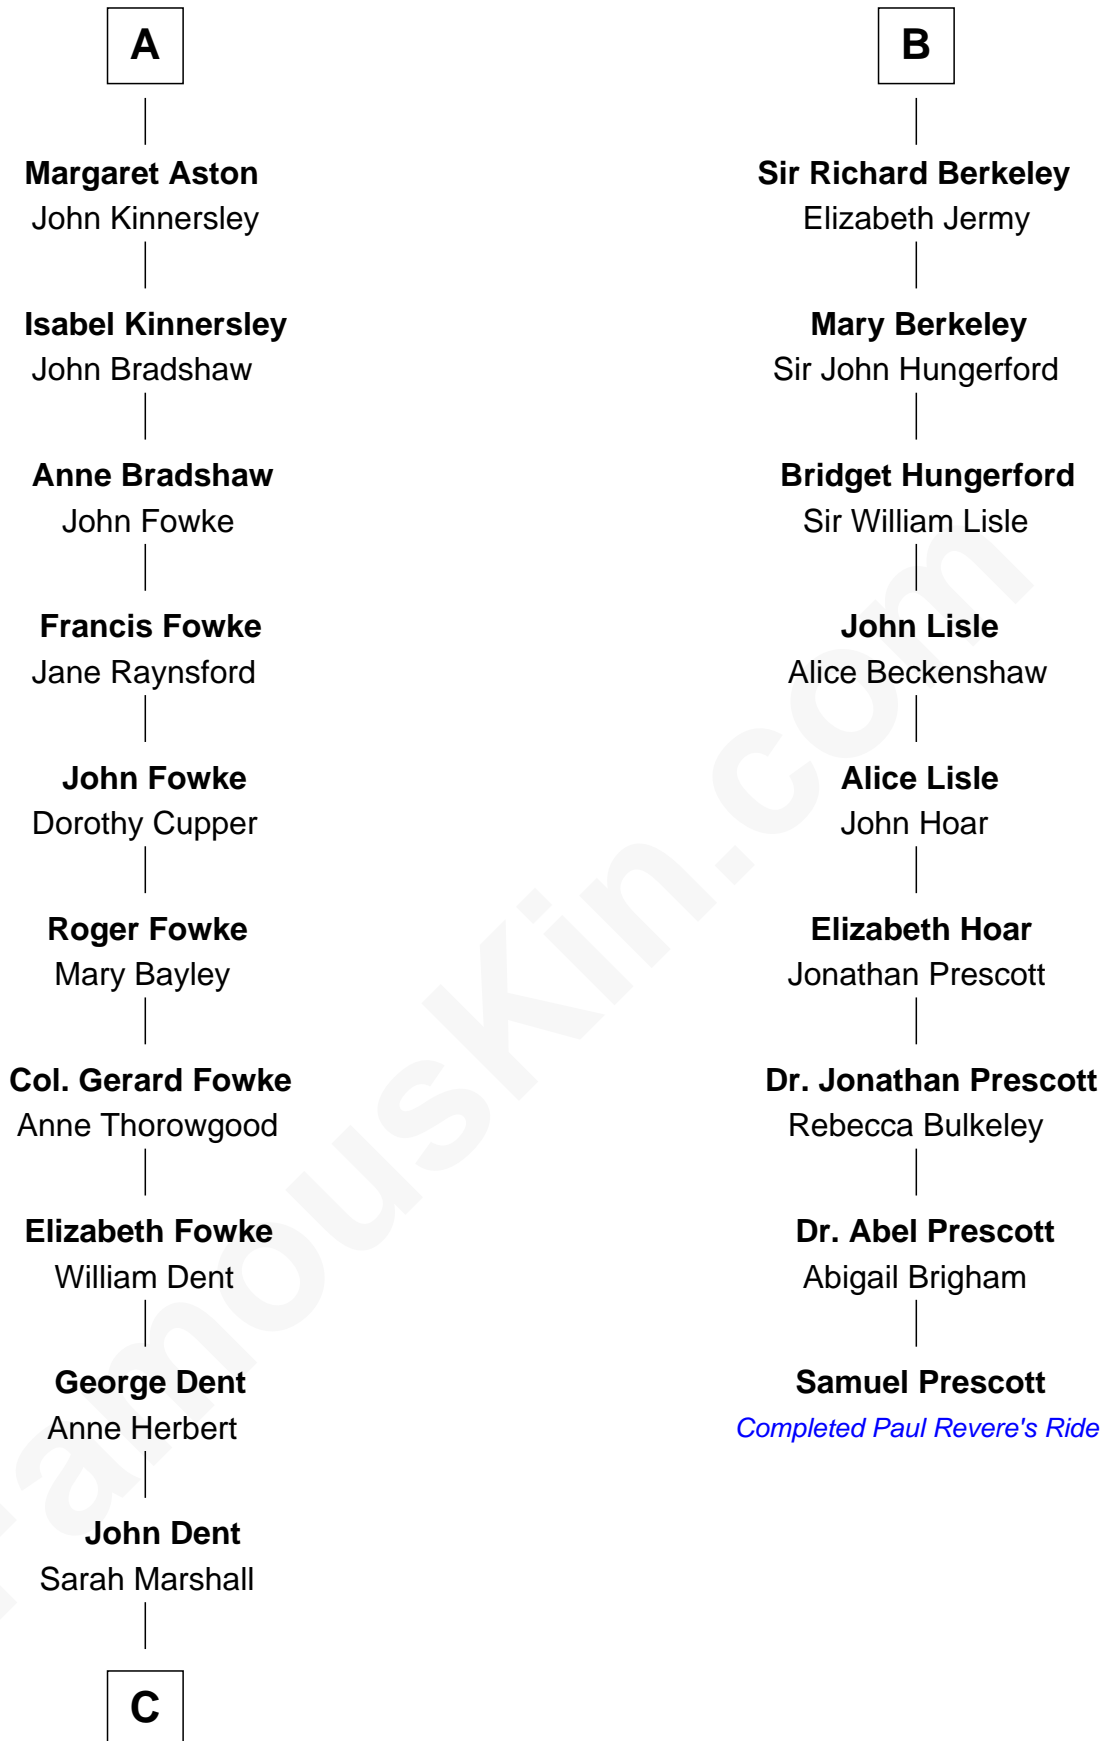 A
Margaret Aston
John Kinnersley
Isabel Kinnersley
John Bradshaw
Anne Bradshaw
John Fowke
Francis Fowke
Jane Raynsford
John Fowke
Dorothy Cupper
Roger Fowke
Mary Bayley
Col. Gerard Fowke
Anne Thorowgood
Elizabeth Fowke
William Dent
George Dent
Anne Herbert
John Dent
Sarah Marshall
C
B
Sir Richard Berkeley
Elizabeth Jermy
Mary Berkeley
Sir John Hungerford
Bridget Hungerford
Sir William Lisle
John Lisle
Alice Beckenshaw
Alice Lisle
John Hoar
Elizabeth Hoar
Jonathan Prescott
Dr. Jonathan Prescott
Rebecca Bulkeley
Dr. Abel Prescott
Abigail Brigham
Samuel Prescott
Completed Paul Revere's Ride
FamousKin.com